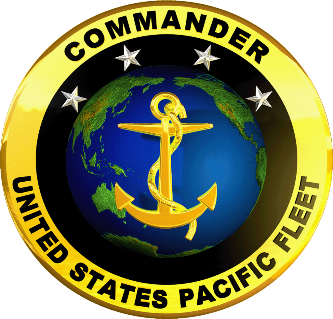 COMMANDER
UNITED STATES PACIFIC FLEET